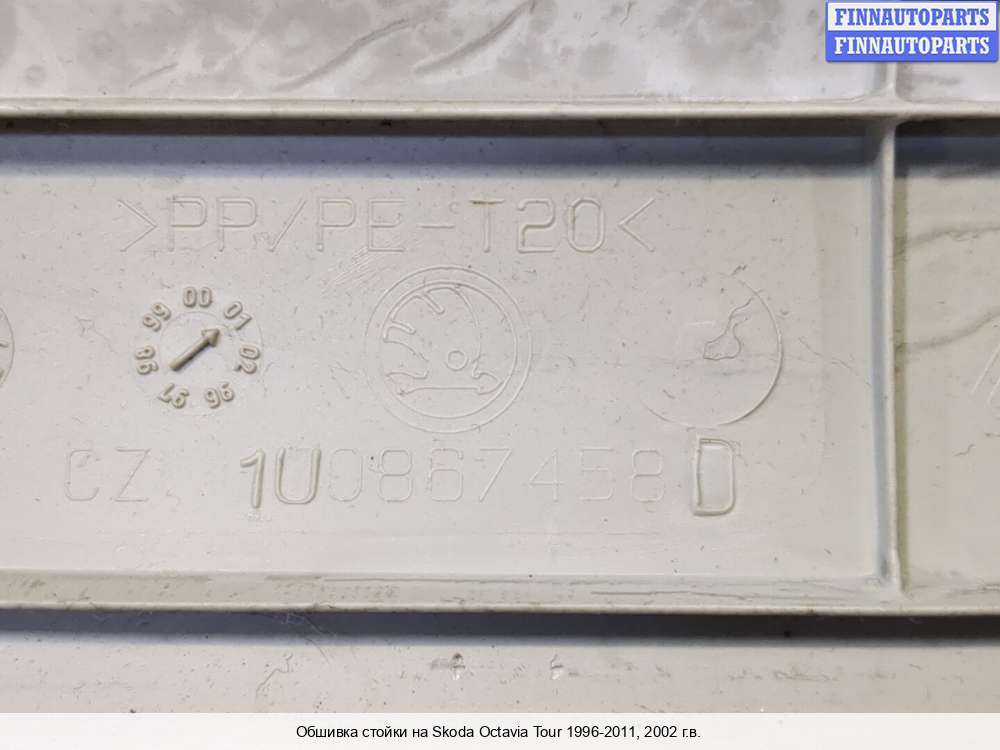 FINNAUTOPARTS
FINNAUTOPARTS
>PP/PE-T20<
96 97 98 99 00 01 02
CZ 1U0867458D
Обшивка стойки на Skoda Octavia Tour 1996-2011, 2002 г.в.